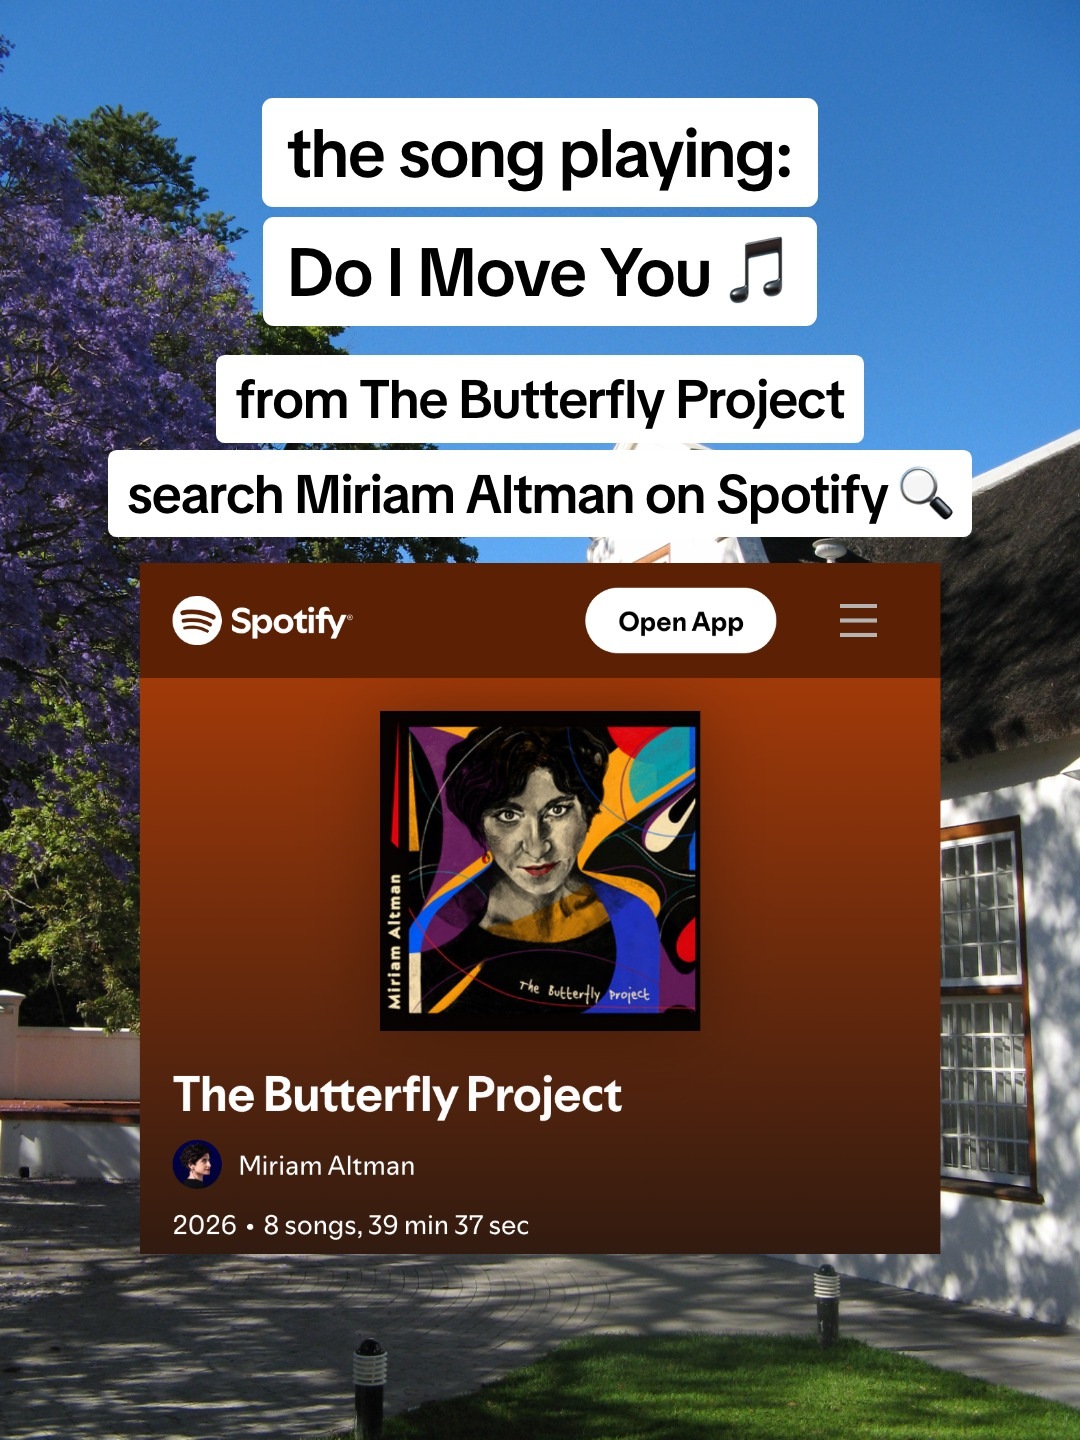 the song playing:
Do I Move You 🎵
from The Butterfly Project
search Miriam Altman on Spotify 🔍
Spotify®
Open App
Miriam Altman
The Butterfly Project
The Butterfly Project
Miriam Altman
2026 • 8 songs, 39 min 37 sec